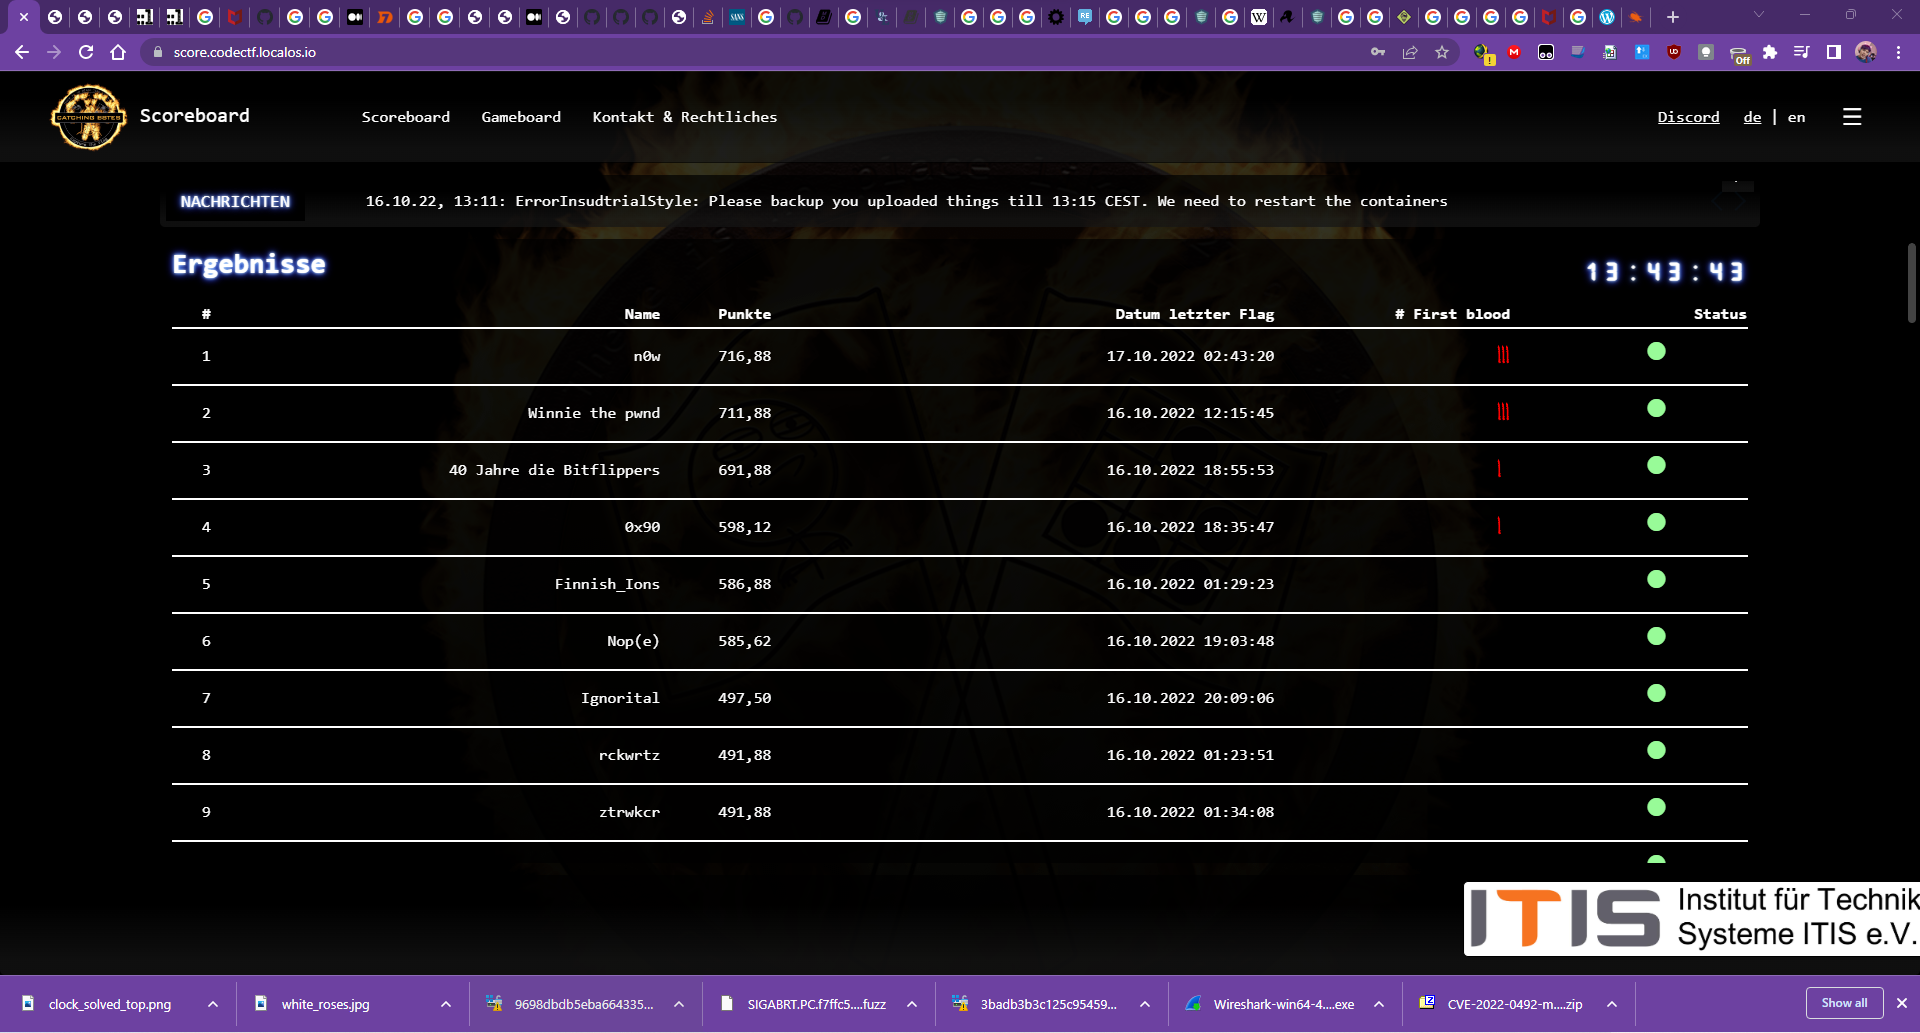 score.codectf.localos.io
Off
CATCHING ESTES
Scoreboard
Scoreboard Gameboard Kontakt & Rechtliches
Discord de | en
NACHRICHTEN 16.10.22, 13:11: ErrorInsudtrialStyle: Please backup you uploaded things till 13:15 CEST. We need to restart the containers
Ergebnisse
13:43:43
# Name Punkte Datum letzter Flag # First blood Status
1 n0w 716,88 17.10.2022 02:43:20
2 Winnie the pwnd 711,88 16.10.2022 12:15:45
3 40 Jahre die Bitflippers 691,88 16.10.2022 18:55:53
4 0x90 598,12 16.10.2022 18:35:47
5 Finnish_Ions 586,88 16.10.2022 01:29:23
6 Nop(e) 585,62 16.10.2022 19:03:48
7 Ignorital 497,50 16.10.2022 20:09:06
8 rckwrtz 491,88 16.10.2022 01:23:51
9 ztrwkcr 491,88 16.10.2022 01:34:08
ITIS Institut für Technik
Systeme ITIS e.V.
clock_solved_top.png white_roses.jpg 9698dbdb5eba664335... SIGABRT.PC.f7ffc5....fuzz 3badb3b3c125c95459... Wireshark-win64-4....exe CVE-2022-0492-m....zip Show all